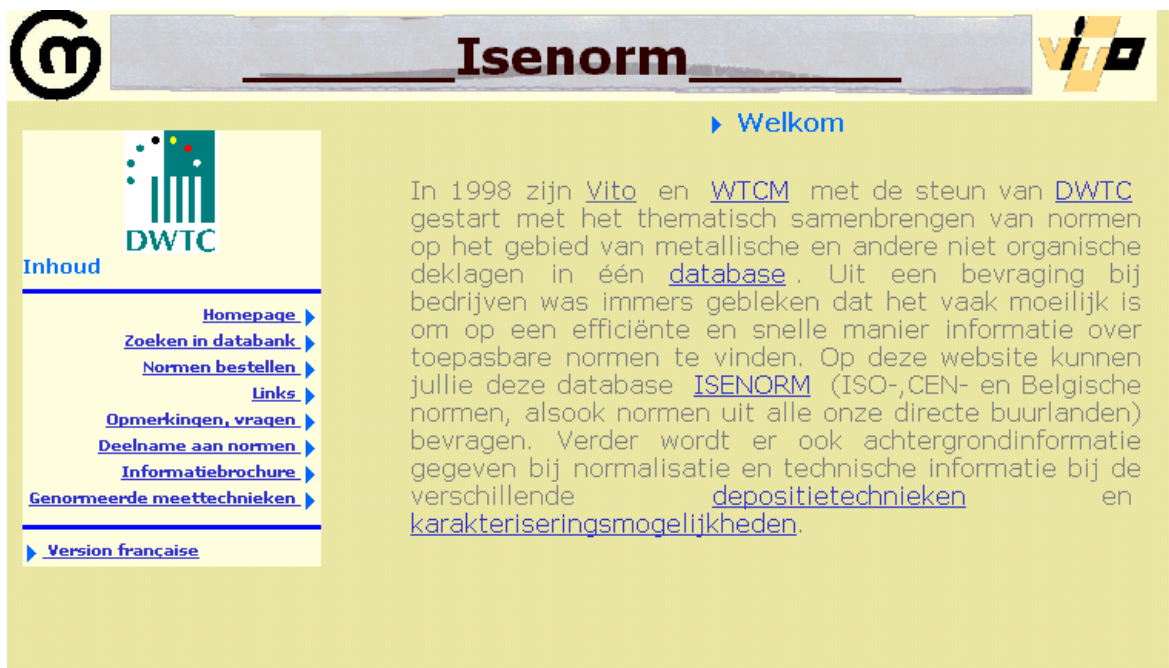 m
Isenorm
vito
DWTC
Inhoud
Homepage
Zoeken in databank
Normen bestellen
Links
Opmerkingen, vragen
Deelname aan normen
Informatiebrochure
Genormeerde meettechnieken
Version française
Welkom
In 1998 zijn Vito en WTCM met de steun van DWTC
gestart met het thematisch samenbrengen van normen
op het gebied van metallische en andere niet organische
deklagen in één database . Uit een bevraging bij
bedrijven was immers gebleken dat het vaak moeilijk is
om op een efficiënte en snelle manier informatie over
toepasbare normen te vinden. Op deze website kunnen
jullie deze database ISENORM (ISO-,CEN- en Belgische
normen, alsook normen uit alle onze directe buurlanden)
bevragen. Verder wordt er ook achtergrondinformatie
gegeven bij normalisatie en technische informatie bij de
verschillende depositietechnieken en
karakteriseringsmogelijkheden.